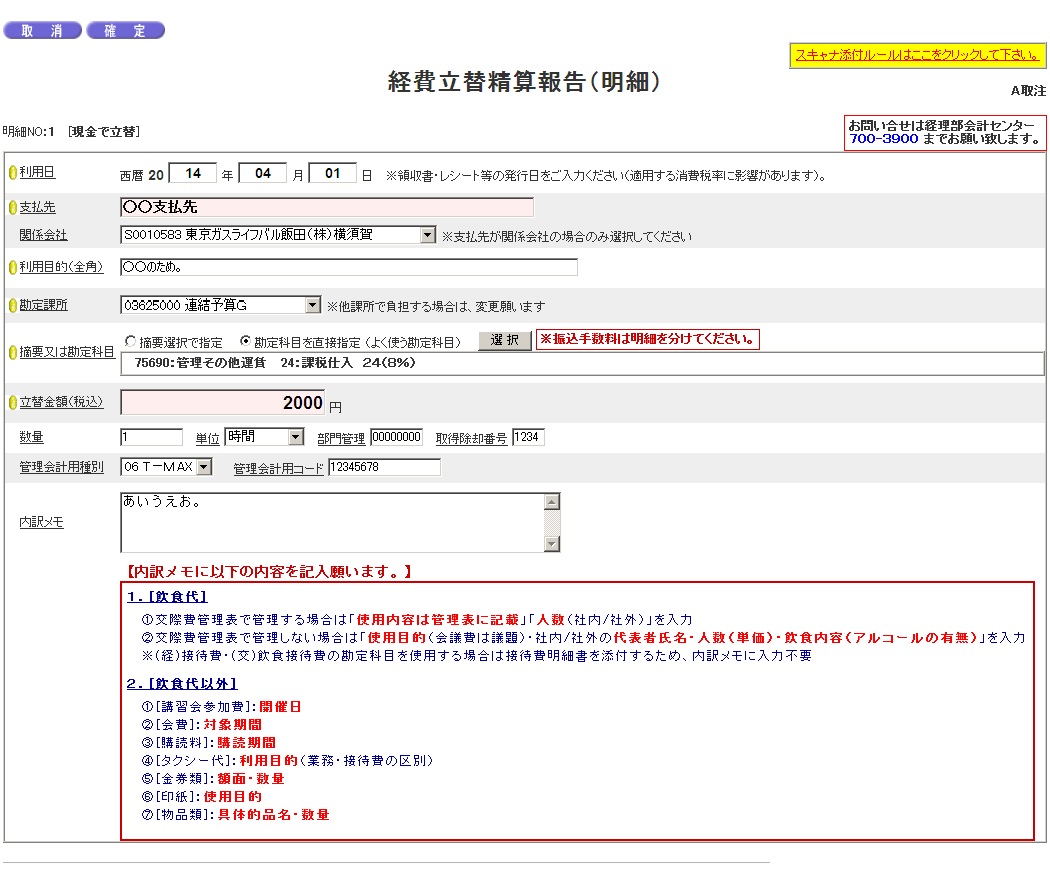 取 消　確 定
スキャナ添付ルールはここをクリックして下さい。
経費立替精算報告(明細)
A取注
明細NO:1　[現金で立替]
お問い合せは経理部会計センター
700-3900 までお願い致します。
利用日　西暦 20 14 年 04 月 01 日　※領収書・レシート等の発行日をご入力ください(適用する消費税率に影響があります)。
支払先　〇〇支払先
関係会社　S0010583 東京ガスライフバル飯田(株)横須賀　※支払先が関係会社の場合のみ選択してください
利用目的(全角)　〇〇のため。
勘定課所　03625000 連結予算G　※他課所で負担する場合は、変更願います
摘要又は勘定科目　摘要選択で指定　勘定科目を直接指定 (よく使う勘定科目)　選 択　※振込手数料は明細を分けてください。
75690:管理その他運賃　24:課税仕入　24(8%)
立替金額(税込)　2000 円
数量　1　単位　時間　部門管理　00000000　取得除却番号　1234
管理会計用種別　06 T-MAX　管理会計用コード　12345678
内訳メモ　あいうえお。
【内訳メモに以下の内容を記入願います。】
1. [飲食代]
①交際費管理表で管理する場合は「使用内容は管理表に記載」「人数(社内/社外)」を入力
②交際費管理表で管理しない場合は「使用目的(会議費は議題)・社内/社外の代表者氏名・人数(単価)・飲食内容(アルコールの有無)」を入力
※(経)接待費・(交)飲食接待費の勘定科目を使用する場合は接待費明細書を添付するため、内訳メモに入力不要
2. [飲食代以外]
①[講習会参加費]:開催日
②[会費]:対象期間
③[購読料]:購読期間
④[タクシー代]:利用目的(業務・接待費の区別)
⑤[金券類]:額面・数量
⑥[印紙]:使用目的
⑦[物品類]:具体的品名・数量